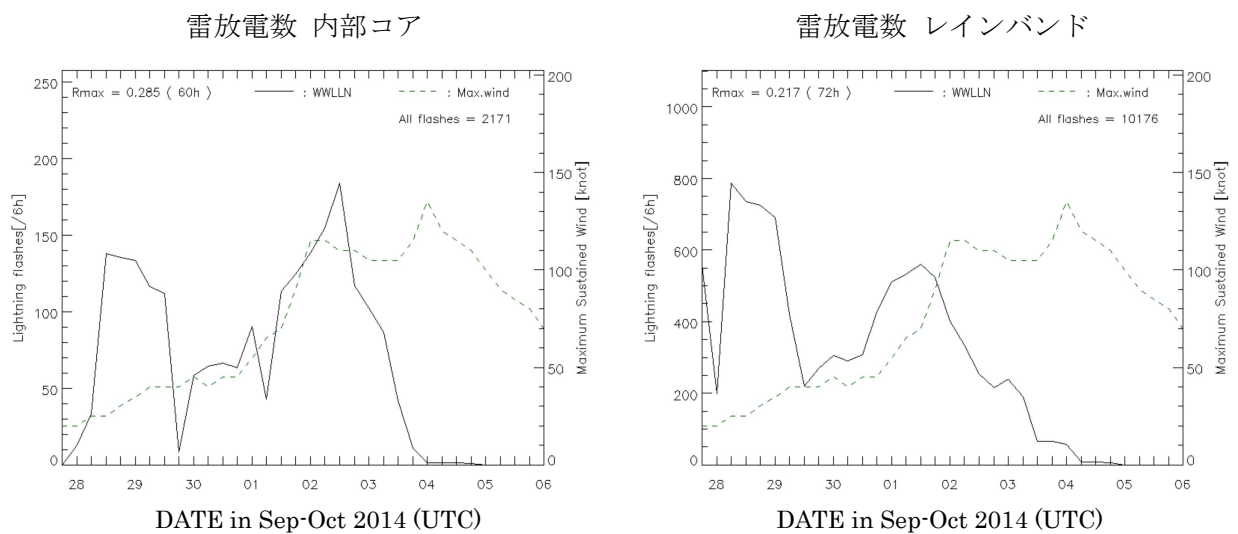 雷放電数 内部コア
Rmax = 0.285 ( 60h )
: WWLLN
: Max.wind
All flashes = 2171
250
200
150
100
50
0
Lightning flashes[/6h]
200
150
100
50
0
Maximum Sustained Wind [knot]
28 29 30 01 02 03 04 05 06
DATE in Sep-Oct 2014 (UTC)
雷放電数 レインバンド
Rmax = 0.217 ( 72h )
: WWLLN
: Max.wind
All flashes = 10176
1000
800
600
400
200
0
Lightning flashes[/6h]
200
150
100
50
0
Maximum Sustained Wind [knot]
28 29 30 01 02 03 04 05 06
DATE in Sep-Oct 2014 (UTC)